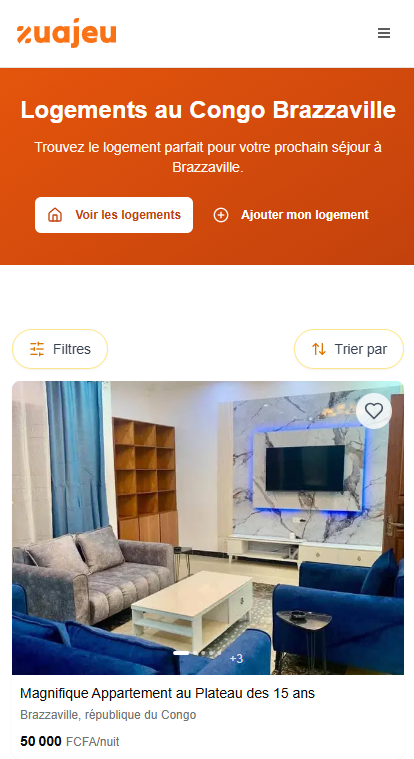 zuajeu
Logements au Congo Brazzaville
Trouvez le logement parfait pour votre prochain séjour à
Brazzaville.
Voir les logements
Ajouter mon logement
Filtres
Trier par
+3
Magnifique Appartement au Plateau des 15 ans
Brazzaville, république du Congo
50 000 FCFA/nuit